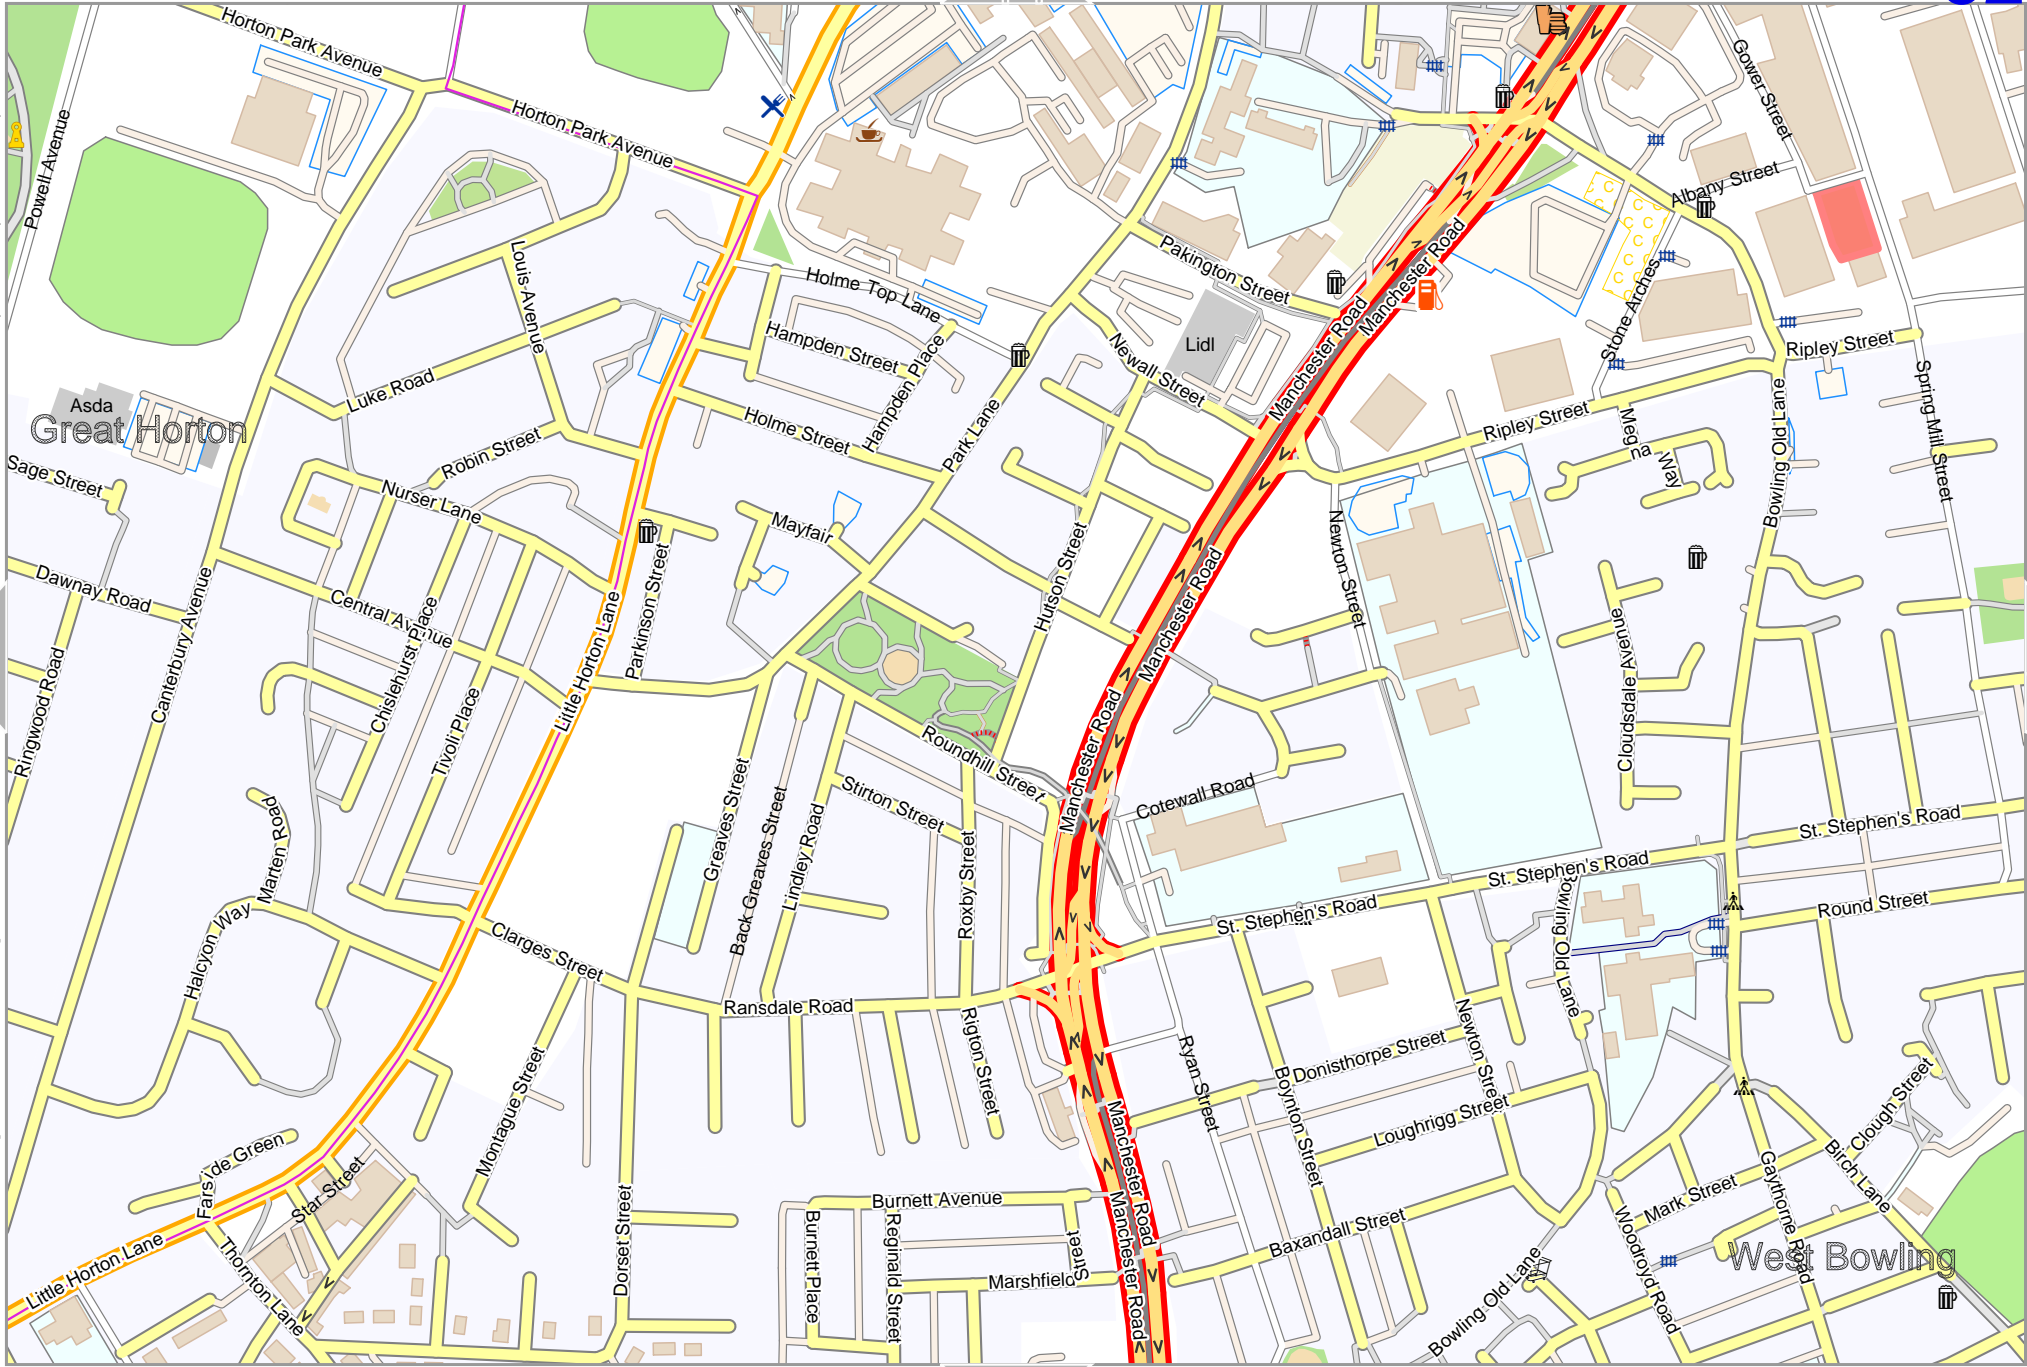 Horton Park Avenue
Horton Park Avenue
Powell Avenue
Gower Street
Albany Street
Louis Avenue
Holme Top Lane
Pakington Street
Manchester Road
Manchester Road
Stone Arches
Hampden Street
Hampden Place
Newall Street
Lidl
Ripley Street
Ripley Street
Spring Mill Street
Asda
Great Horton
Luke Road
Robin Street
Holme Street
Park Lane
Manchester Road
Bowling Old Lane
Way
Sage Street
Nurser Lane
Mayfair
Newton Street
Hutson Street
Dawnay Road
Central Avenue
Canterbury Avenue
Chislehurst Place
Parkinson Street
Little Horton Lane
Manchester Road
Cloudsdale Avenue
Ringwood Road
Tivoli Place
Manchester Road
Roundhill Street
Greaves Street
Back Greaves Street
Stirton Street
Lindley Road
Roxby Street
Cotewall Road
Marten Road
St. Stephen's Road
St. Stephen's Road
St. Stephen's Road
Round Street
Halcyon Way
Clarges Street
Ransdale Road
Bowling Old Lane
Rigton Street
Ryan Street
Donisthorpe Street
Newton Street
Boynton Street
Loughrigg Street
Montague Street
Clough Street
Birch Lane
Star Street
Manchester Road
Manchester Road
Burnett Avenue
Burnett Place
Reginald Street
Marshfield
Street
Dorset Street
Baxandall Street
Mark Street
Gaythorne Road
Woodroyd Road
West Bowling
Little Horton Lane
Thornton Lane
Bowling Old Lane